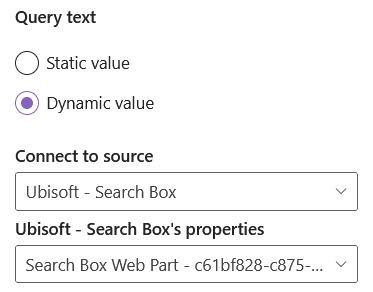 Query text
Static value
Dynamic value
Connect to source
Ubisoft - Search Box
Ubisoft - Search Box's properties
Search Box Web Part - c61bf828-c875-...